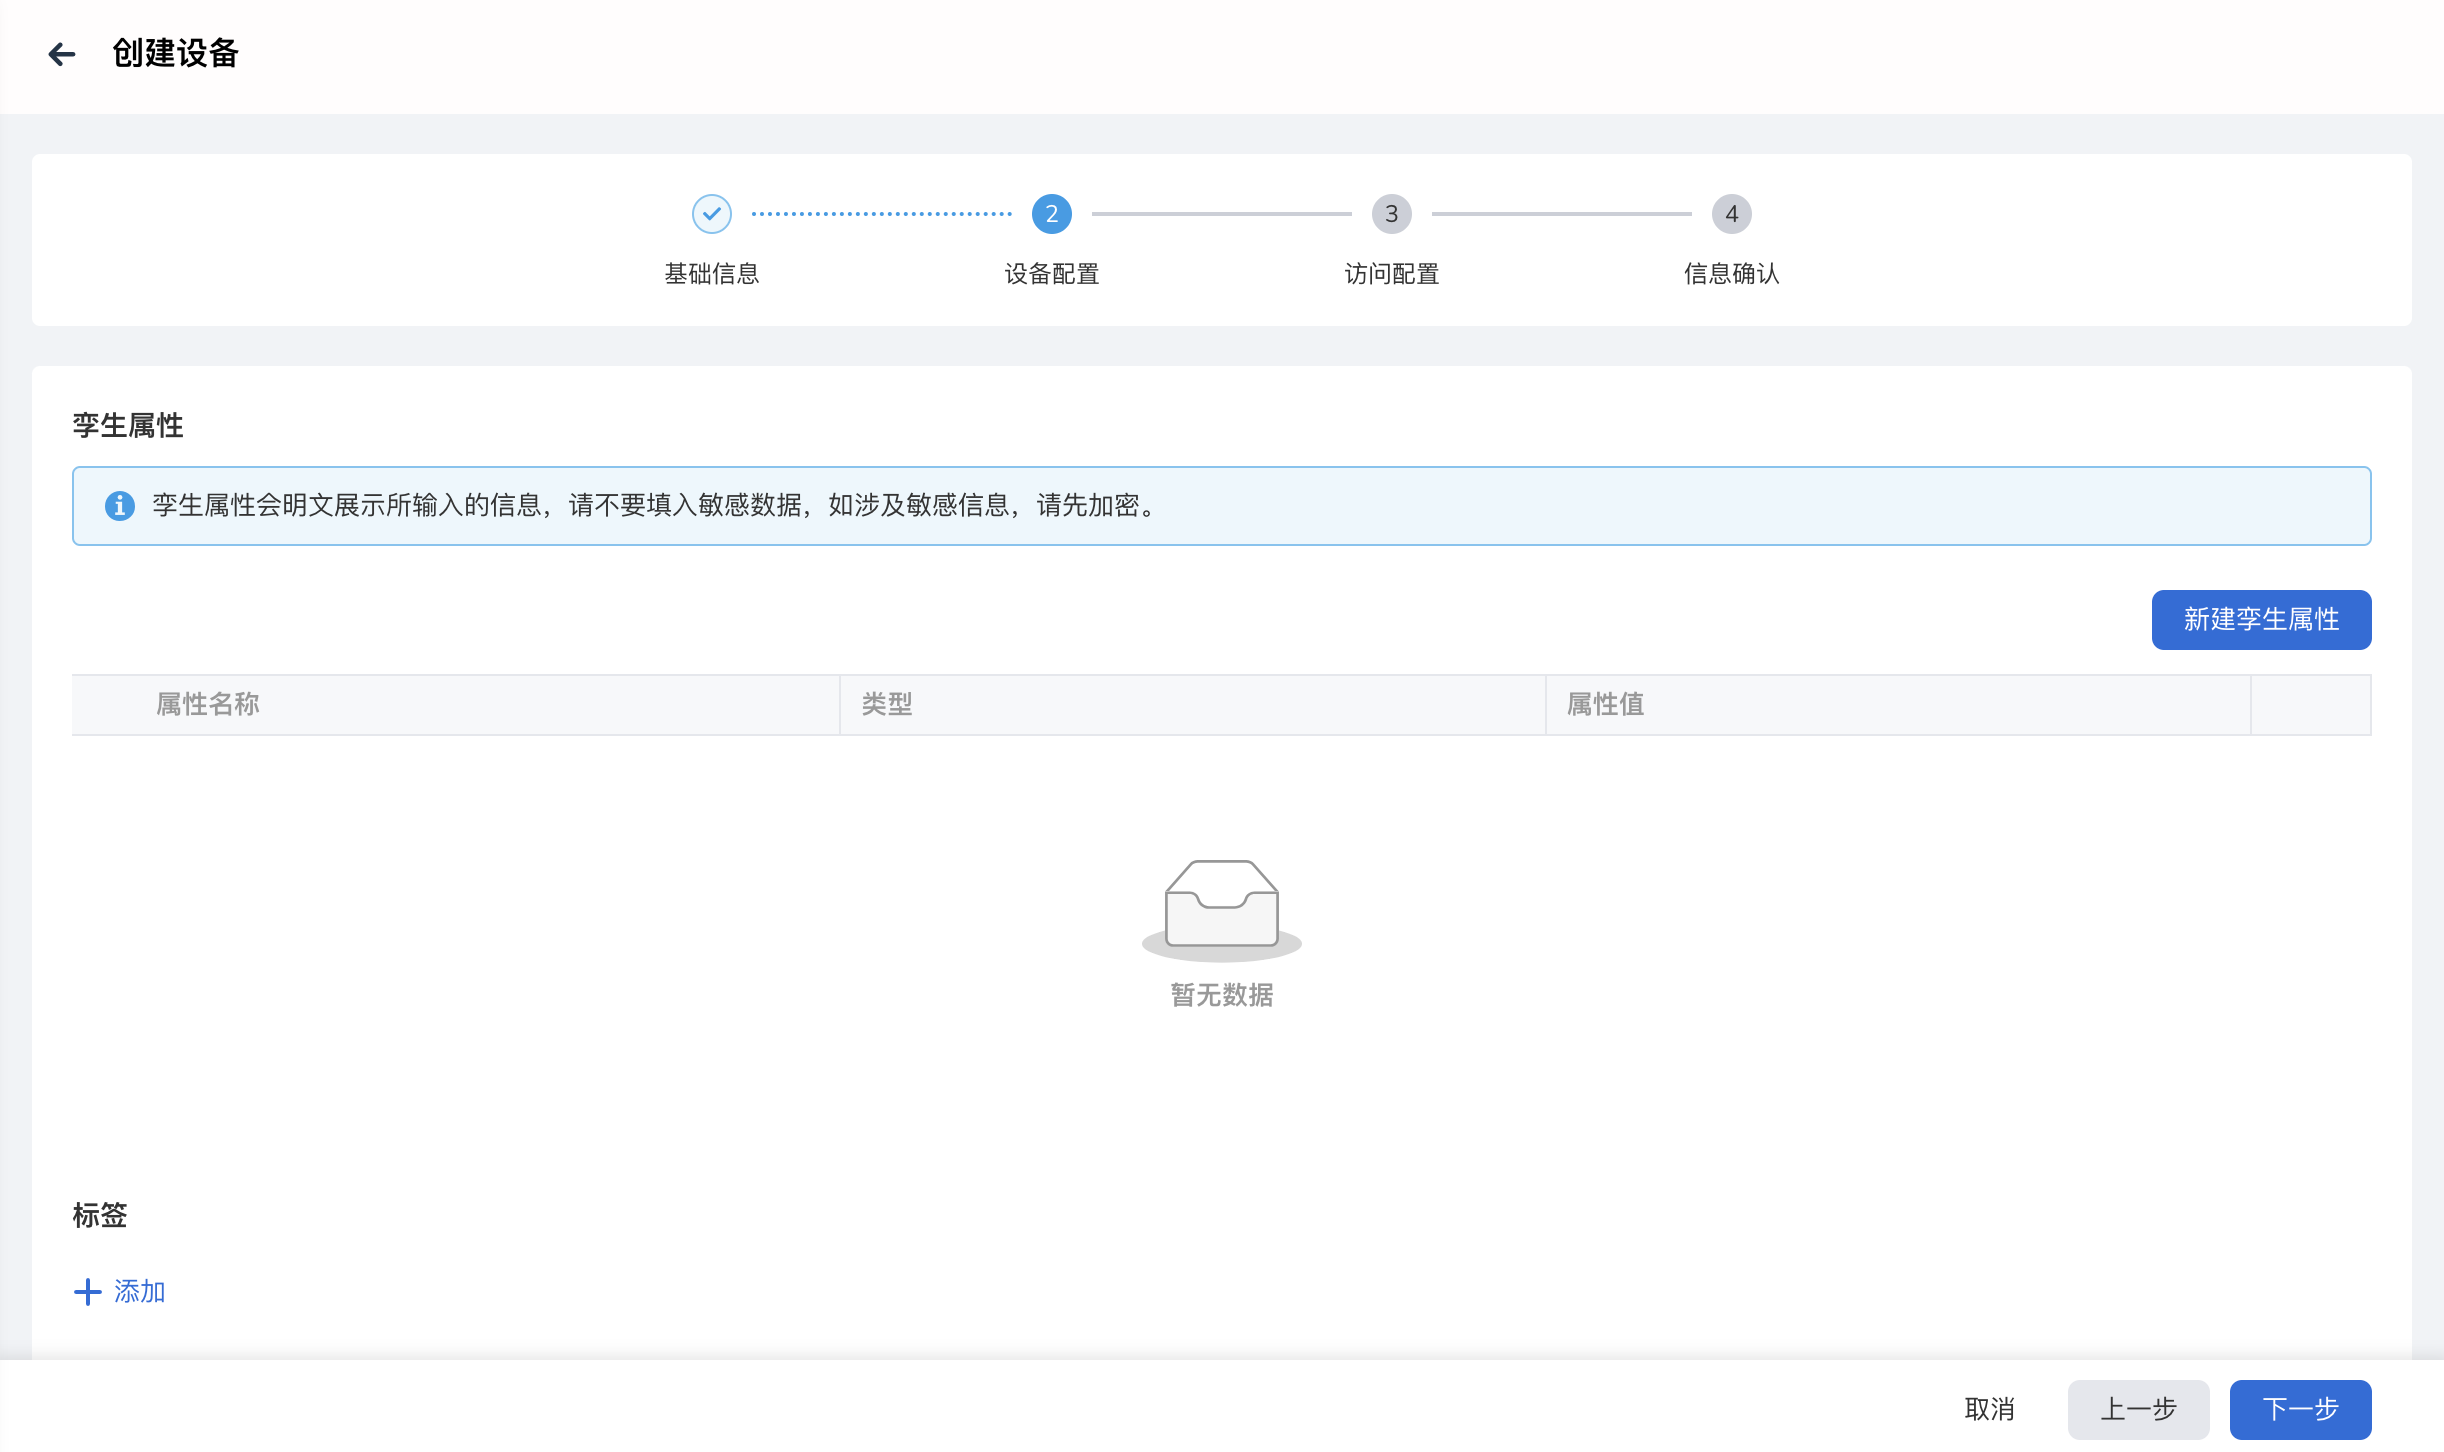 创建设备
2
3
4
基础信息
设备配置
访问配置
信息确认
孪生属性
孪生属性会明文展示所输入的信息，请不要填入敏感数据，如涉及敏感信息，请先加密。
新建孪生属性
属性名称
类型
属性值
暂无数据
标签
添加
取消
上一步
下一步